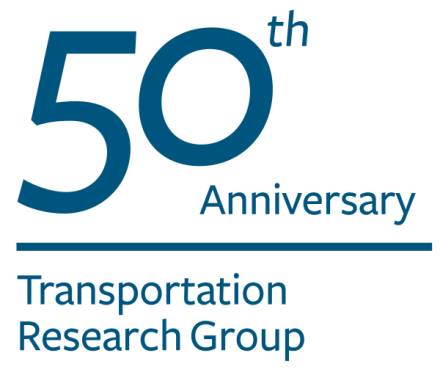 50th
Anniversary
Transportation
Research Group